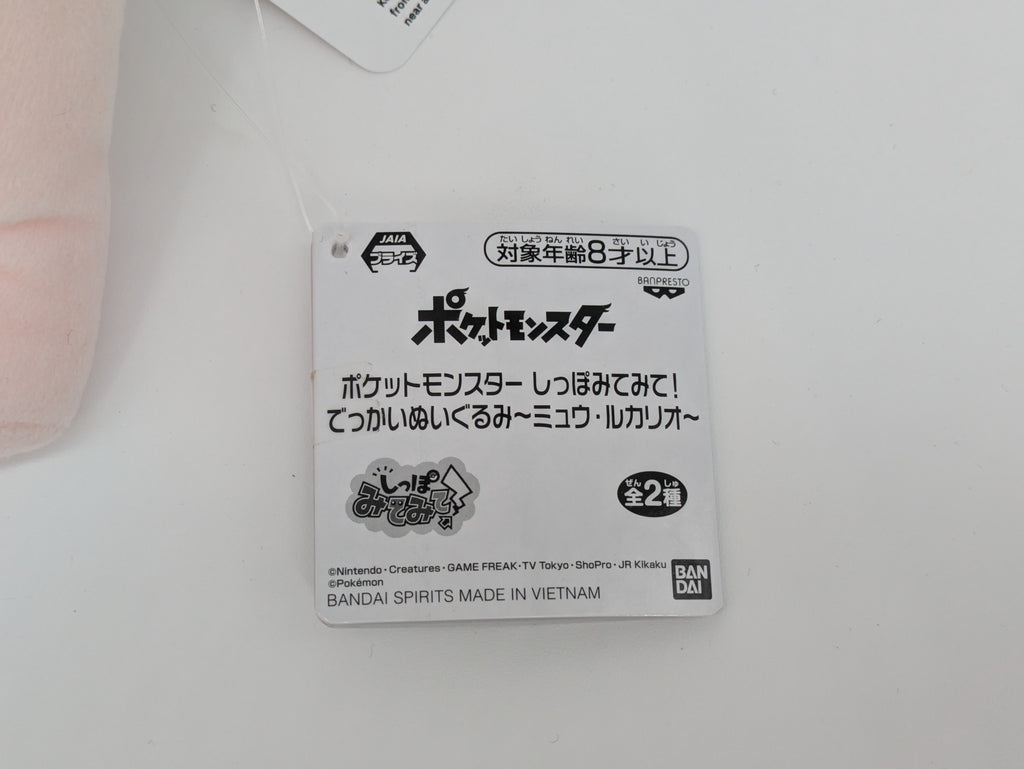 fro
near
JAIA
プライズ
たいしょうねんれい さい いじょう
対象年齢8才以上
BANPRESTO
ポケットモンスター
ポケットモンスター しっぽみてみて!
でっかいぬいぐるみ～ミュウ・ルカリオ～
しっぽ
みてみて!
ぜん しゅ
全2種
©Nintendo・Creatures・GAME FREAK・TV Tokyo・ShoPro・JR Kikaku
©Pokémon
BANDAI SPIRITS MADE IN VIETNAM
BAN
DAI